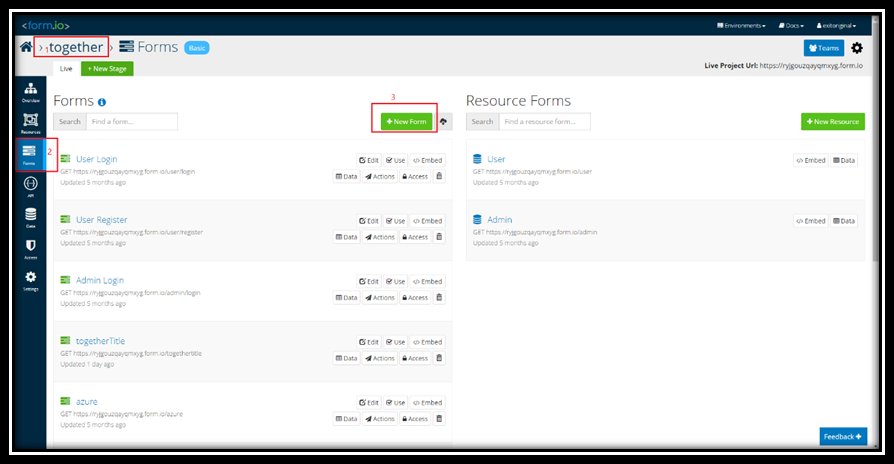 <form.io>
Environments
Docs
exitoriginal
1
together
Forms
Basic
Teams
Live
+ New Stage
Live Project Url: https://ryjgouzqayqmxyg.form.io
Overview
Resources
2
Forms
API
Data
Access
Settings
Forms
Search
Find a form...
3
+ New Form
User Login
GET https://ryjgouzqayqmxyg.form.io/user/login
Updated 5 months ago
Edit Use </> Embed
Data Actions Access
User Register
GET https://ryjgouzqayqmxyg.form.io/user/register
Updated 5 months ago
Edit Use </> Embed
Data Actions Access
Admin Login
GET https://ryjgouzqayqmxyg.form.io/admin/login
Updated 5 months ago
Edit Use </> Embed
Data Actions Access
togetherTitle
GET https://ryjgouzqayqmxyg.form.io/togethertitle
Updated 1 day ago
Edit Use </> Embed
Data Actions Access
azure
GET https://ryjgouzqayqmxyg.form.io/azure
Updated 5 months ago
Edit Use </> Embed
Data Actions Access
Resource Forms
Search
Find a resource form...
+ New Resource
User
GET https://ryjgouzqayqmxyg.form.io/user
Updated 5 months ago
</> Embed Data
Admin
GET https://ryjgouzqayqmxyg.form.io/admin
Updated 5 months ago
</> Embed Data
Feedback +